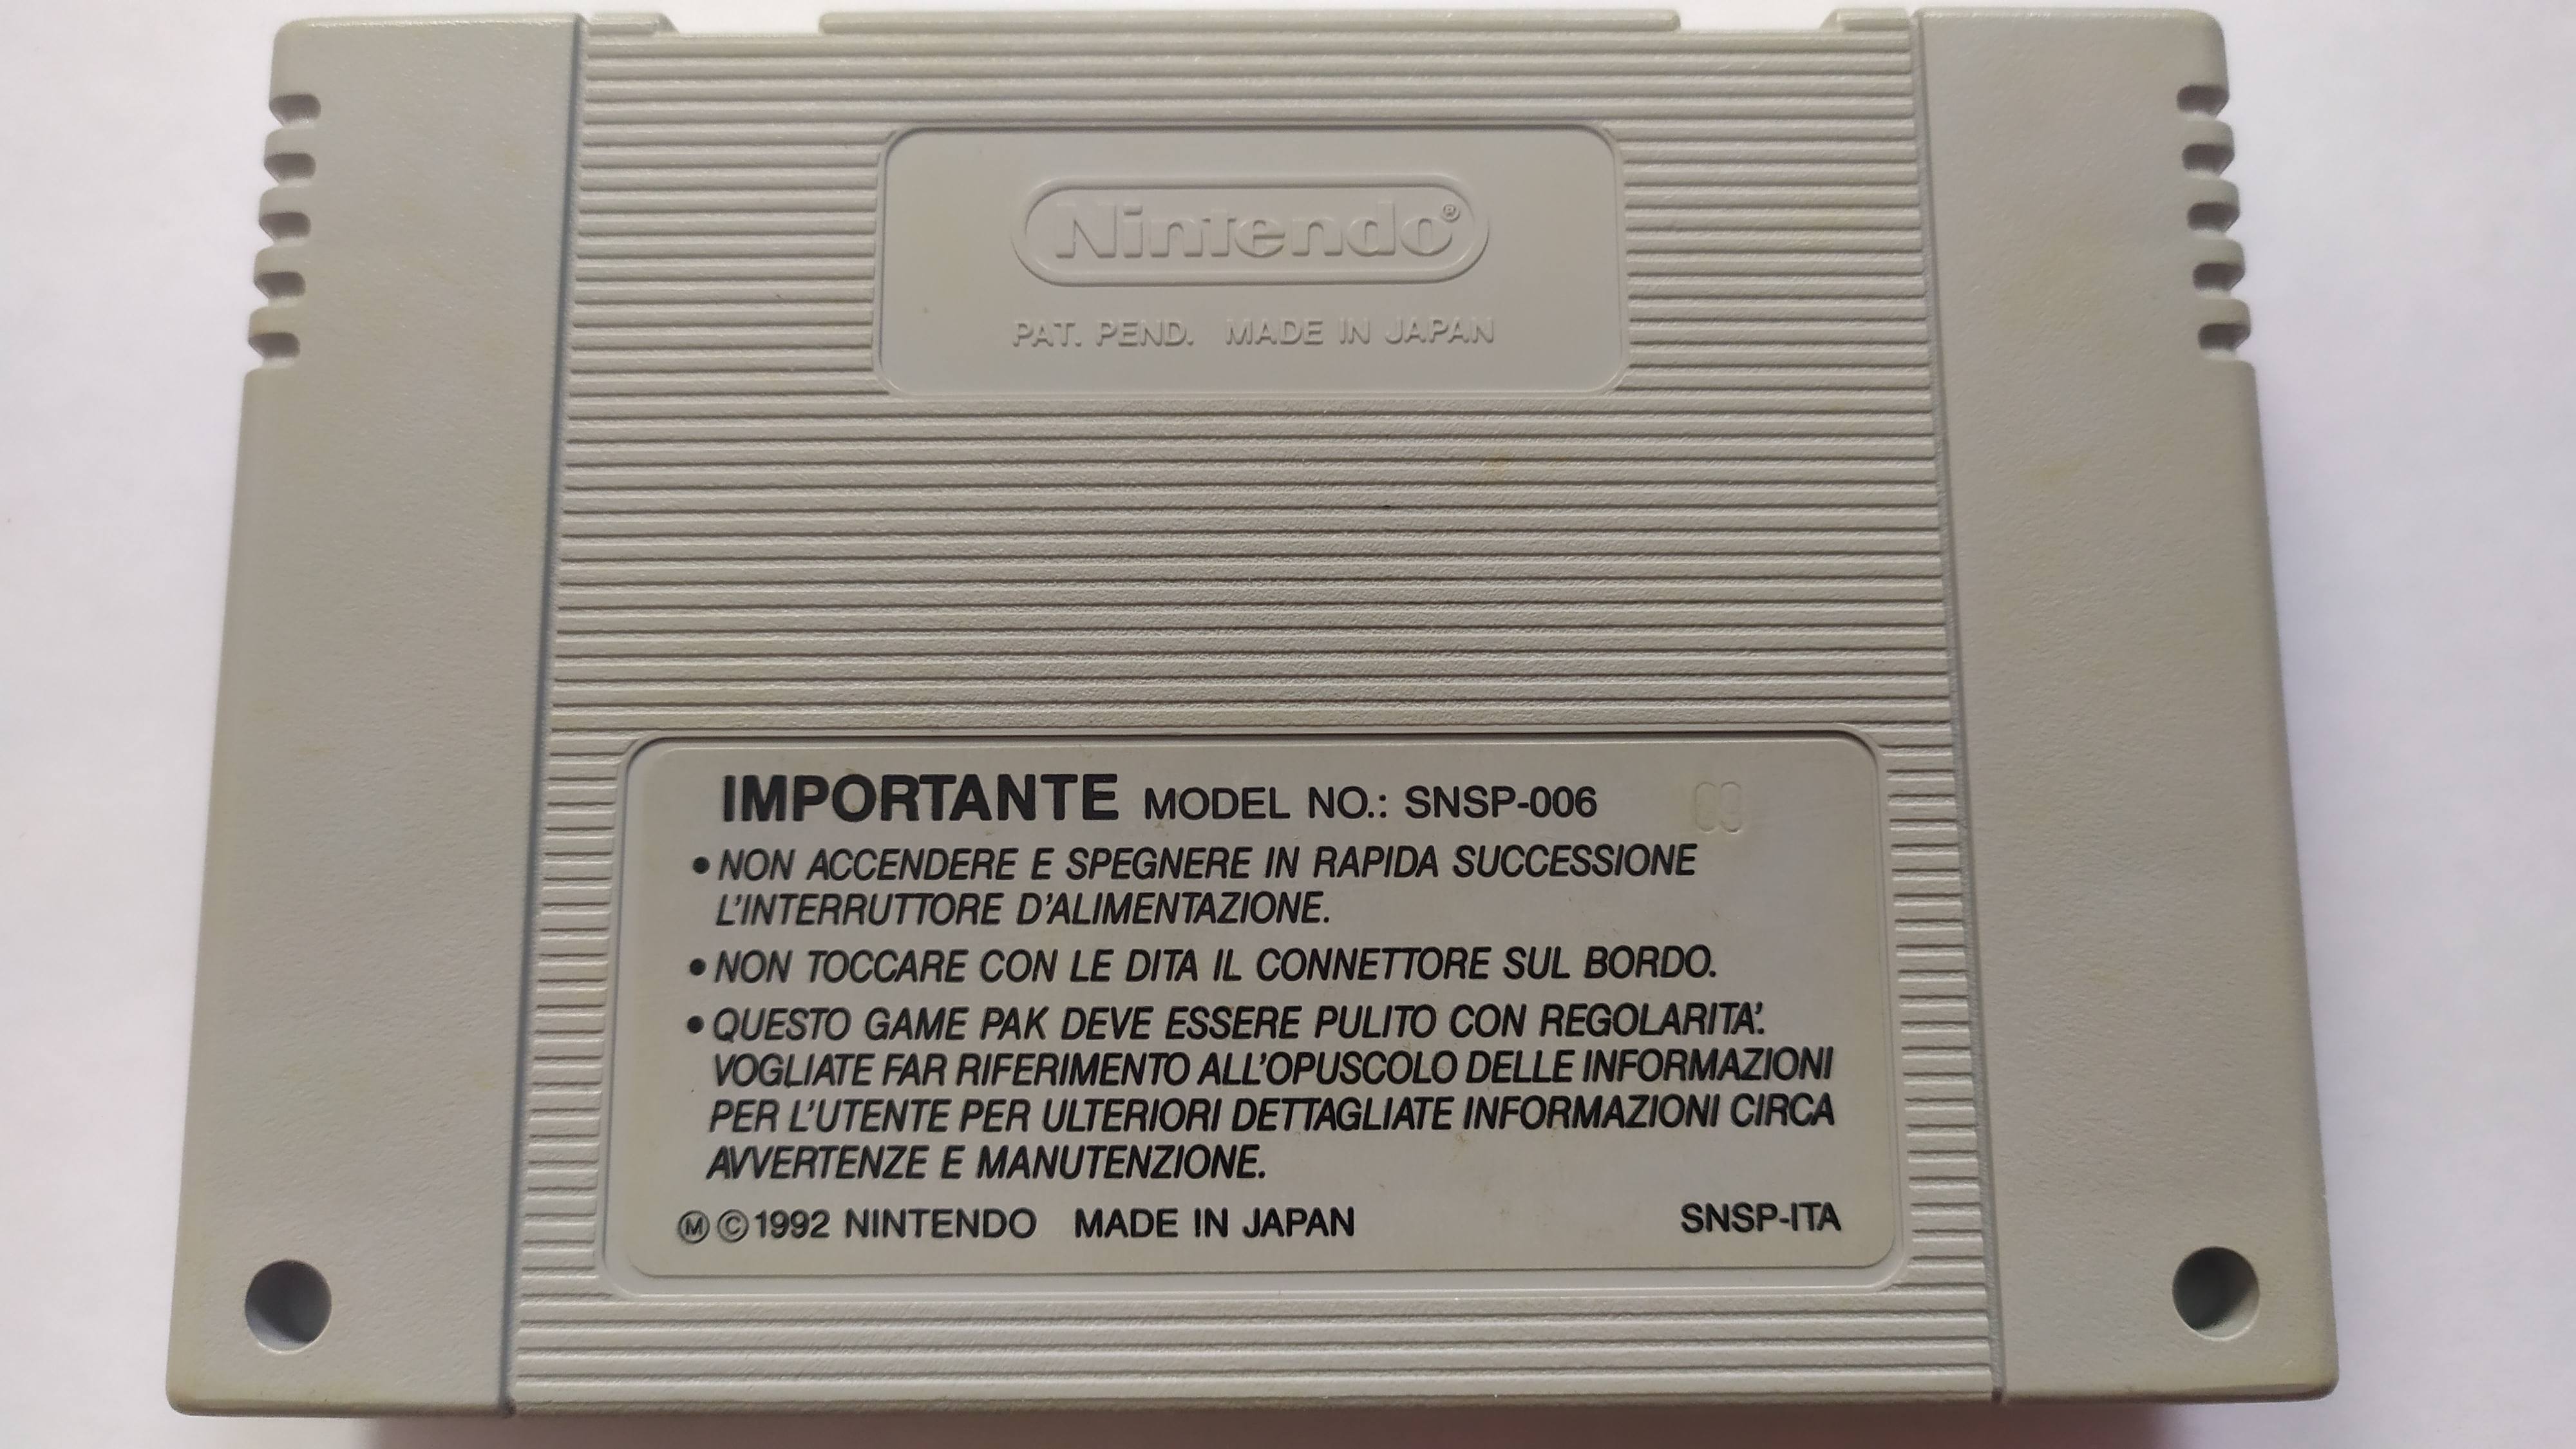 Nintendo®
PAT. PEND. MADE IN JAPAN
IMPORTANTE MODEL NO.: SNSP-006
• NON ACCENDERE E SPEGNERE IN RAPIDA SUCCESSIONE
L'INTERRUTTORE D'ALIMENTAZIONE.
• NON TOCCARE CON LE DITA IL CONNETTORE SUL BORDO.
• QUESTO GAME PAK DEVE ESSERE PULITO CON REGOLARITA'.
VOGLIATE FAR RIFERIMENTO ALL'OPUSCOLO DELLE INFORMAZIONI
PER L'UTENTE PER ULTERIORI DETTAGLIATE INFORMAZIONI CIRCA
AVVERTENZE E MANUTENZIONE.
Ⓜ©1992 NINTENDO MADE IN JAPAN SNSP-ITA